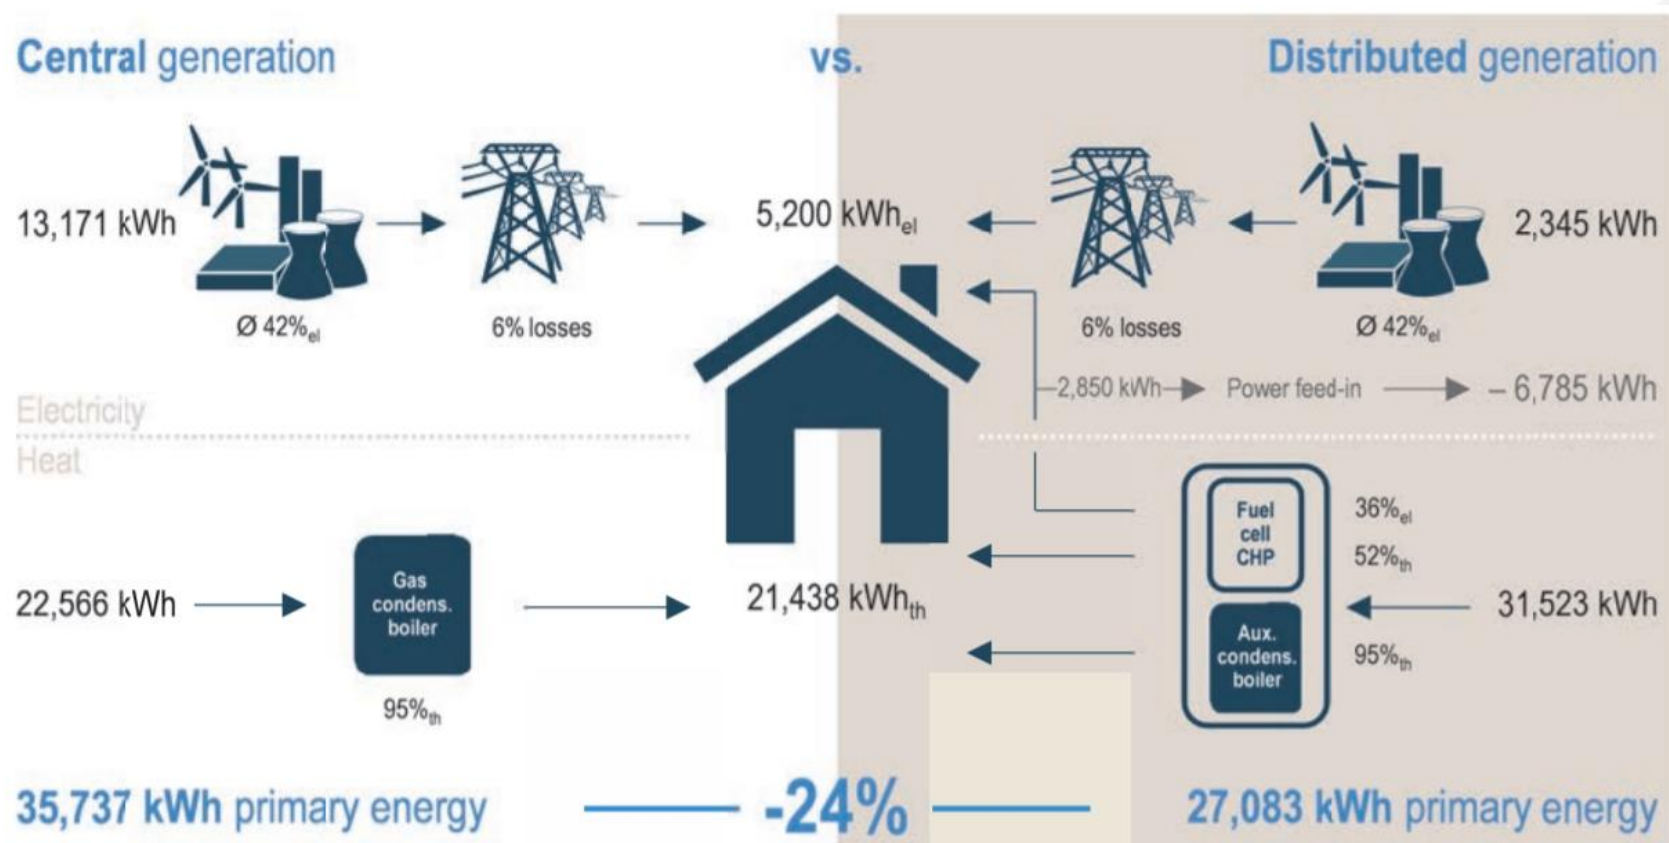 Central generation
vs.
Distributed generation
13,171 kWh
5,200 kWhel
2,345 kWh
Ø 42%el
6% losses
6% losses
Ø 42%el
2,850 kWh
Power feed-in
– 6,785 kWh
Electricity
Heat
Fuel
cell
CHP
36%el
52%th
22,566 kWh
Gas
condens.
boiler
21,438 kWhth
31,523 kWh
Aux.
condens.
boiler
95%th
95%th
35,737 kWh primary energy
-24%
27,083 kWh primary energy